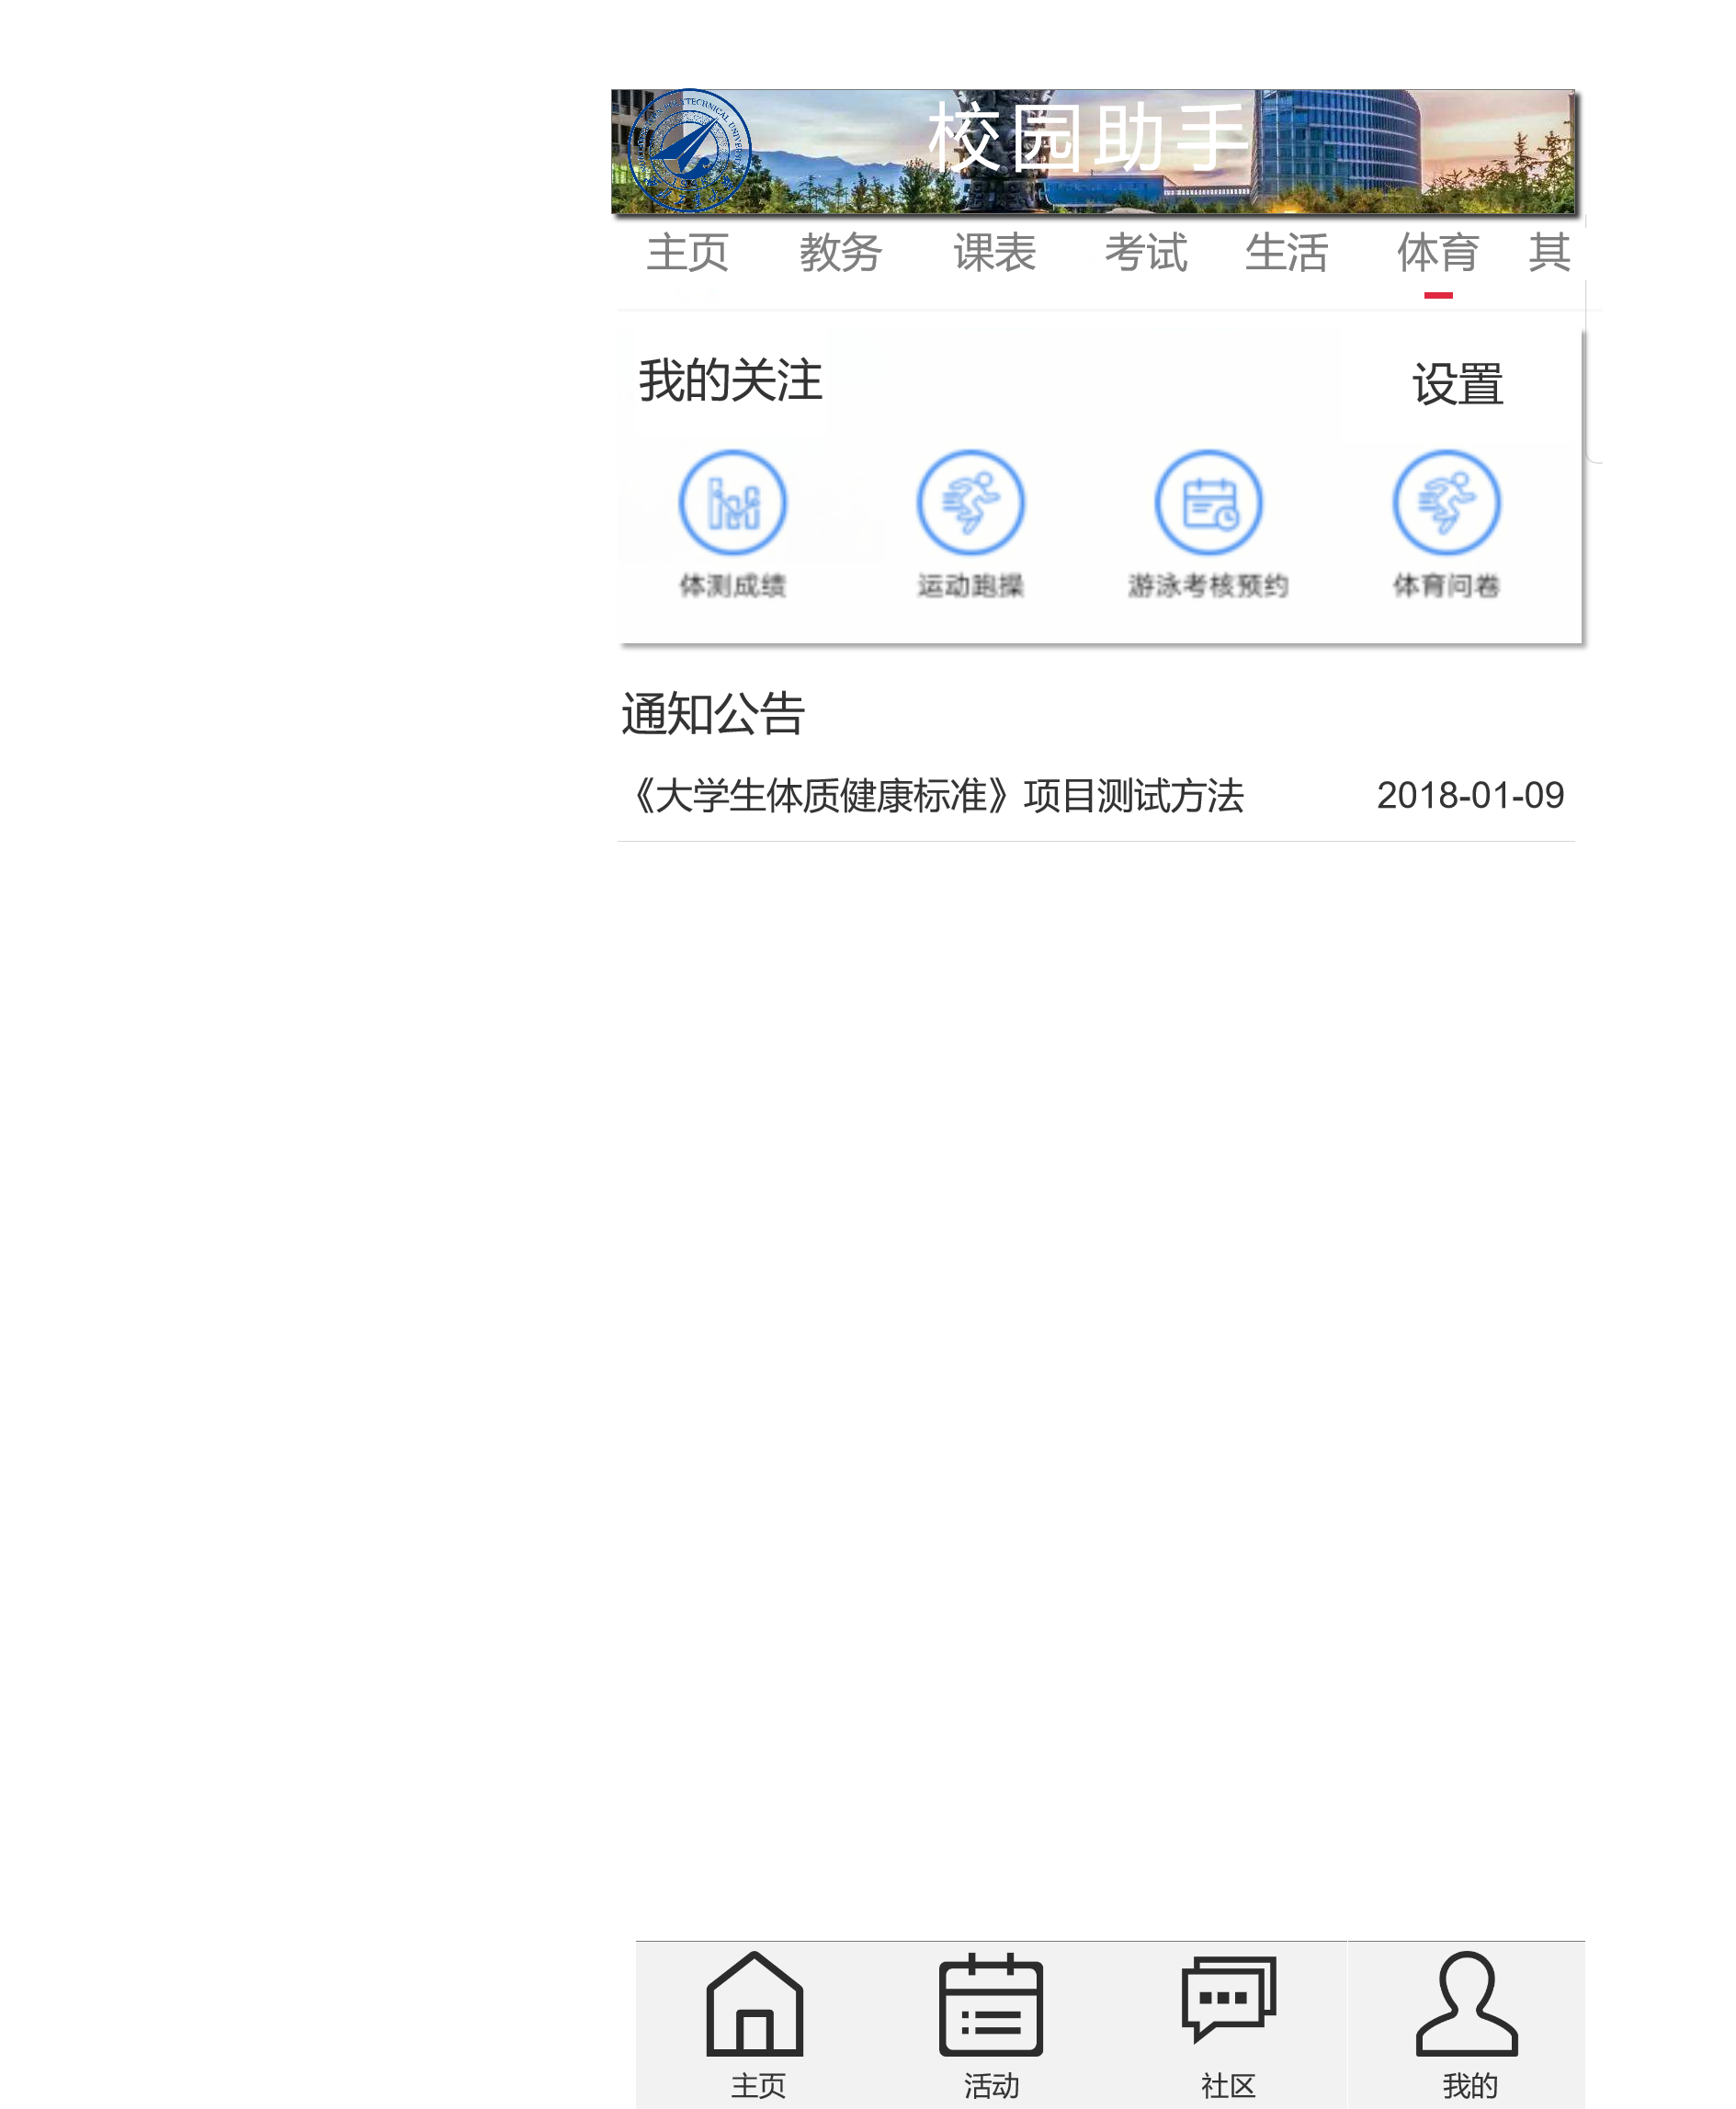 校园助手
主页 教务 课表 考试 生活 体育 其
我的关注 设置
体测成绩 运动跑操 游泳考核预约 体育问卷
通知公告
《大学生体质健康标准》项目测试方法 2018-01-09
主页 活动 社区 我的